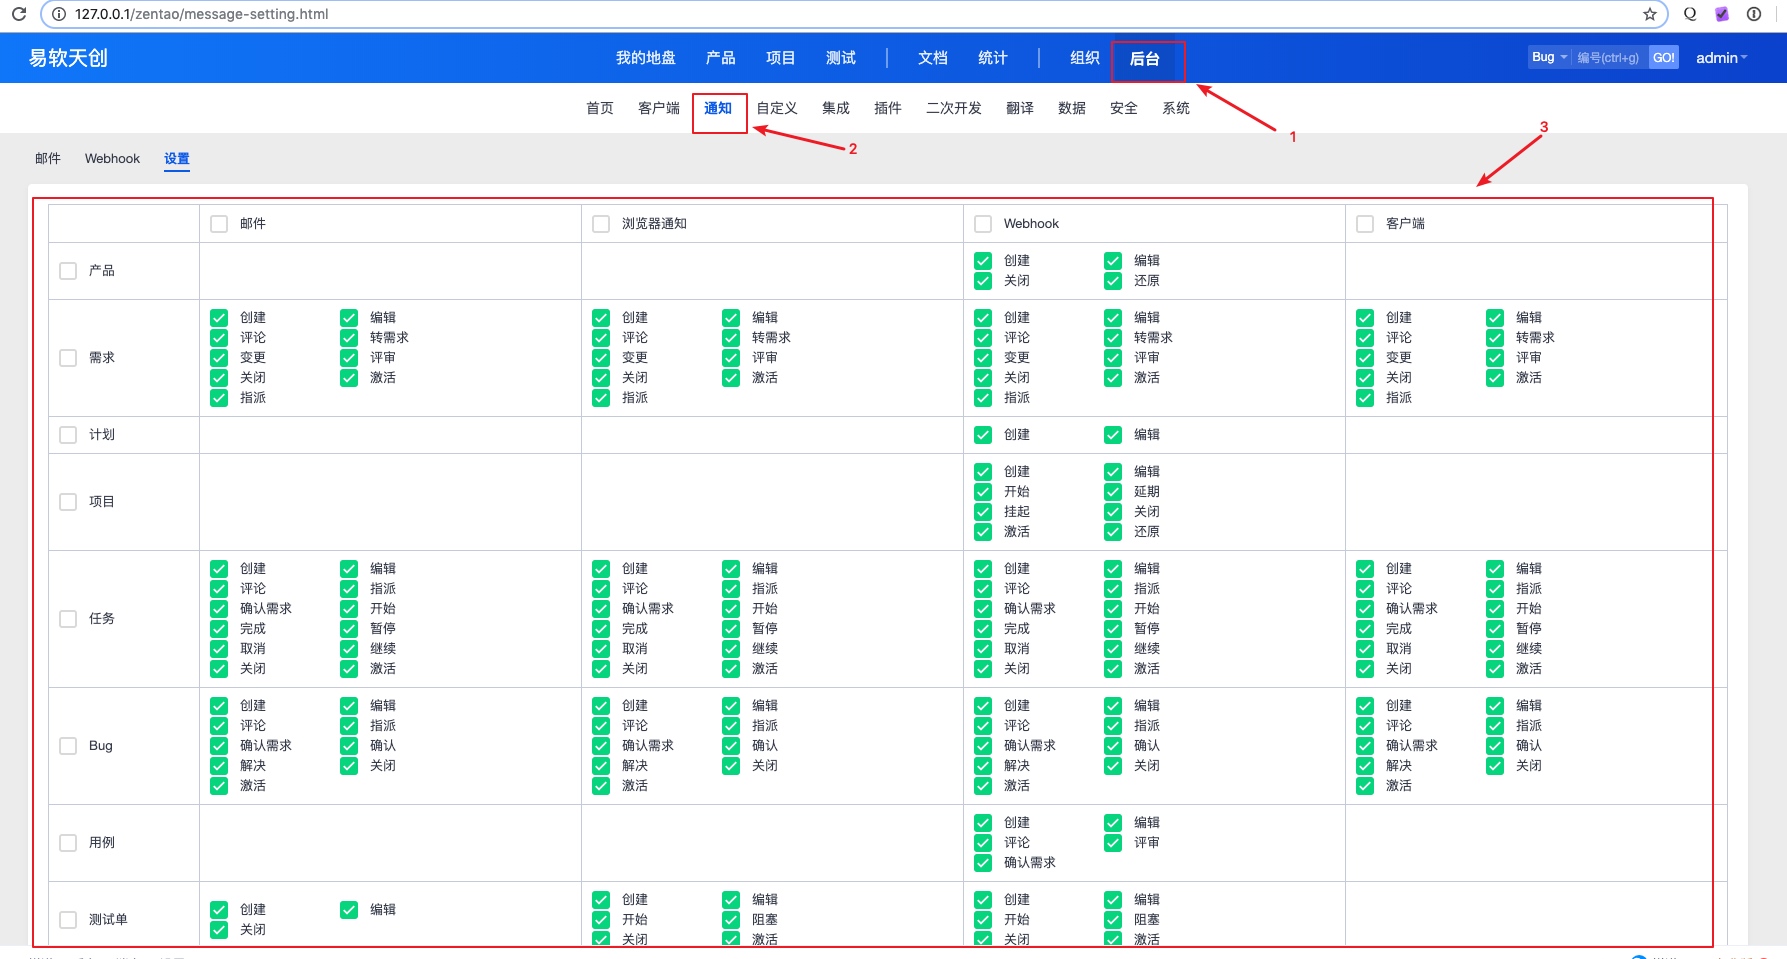 127.0.0.1/zentao/message-setting.html
易软天创 我的地盘 产品 项目 测试 | 文档 统计 | 组织 后台 Bug 编号(ctrl+g) GO! admin
首页 客户端 通知 自定义 集成 插件 二次开发 翻译 数据 安全 系统
1
2
3
邮件 Webhook 设置
邮件 浏览器通知 Webhook 客户端
产品
创建 编辑
关闭 还原
需求
创建 编辑 创建 编辑 创建 编辑 创建 编辑
评论 转需求 评论 转需求 评论 转需求 评论 转需求
变更 评审 变更 评审 变更 评审 变更 评审
关闭 激活 关闭 激活 关闭 激活 关闭 激活
指派 指派 指派 指派
计划 创建 编辑
项目
创建 编辑
开始 延期
挂起 关闭
激活 还原
任务
创建 编辑 创建 编辑 创建 编辑 创建 编辑
评论 指派 评论 指派 评论 指派 评论 指派
确认需求 开始 确认需求 开始 确认需求 开始 确认需求 开始
完成 暂停 完成 暂停 完成 暂停 完成 暂停
取消 继续 取消 继续 取消 继续 取消 继续
关闭 激活 关闭 激活 关闭 激活 关闭 激活
Bug
创建 编辑 创建 编辑 创建 编辑 创建 编辑
评论 指派 评论 指派 评论 指派 评论 指派
确认需求 确认 确认需求 确认 确认需求 确认 确认需求 确认
解决 关闭 解决 关闭 解决 关闭 解决 关闭
激活 激活 激活 激活
用例
创建 编辑
评论 评审
确认需求
测试单
创建 编辑 创建 编辑 创建 编辑
关闭 开始 阻塞 开始 阻塞
关闭 激活 关闭 激活